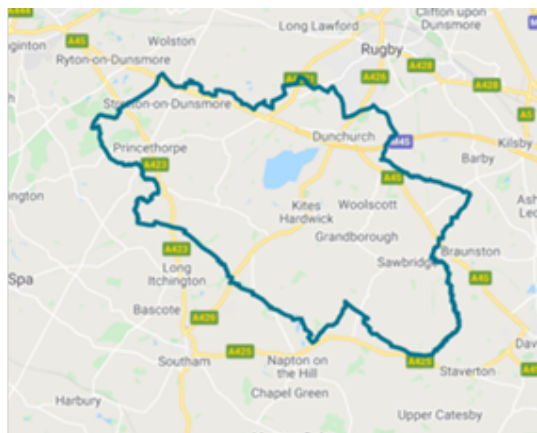 Clifton upon
Dunsmore
Long Lawford
A45
Wolston
Rugby
Ryton-on-Dunsmore
A428
A426
A428
Stretton-on-Dunsmore
A5
Dunchurch
M45
Kilsby
Princethorpe
A423
Barby
A45
Kites
Hardwick
Woolscott
Grandborough
A423
Braunston
Spa
Long
Itchington
Sawbridge
A45
Bascote
A426
A425
Southam
Napton on
the Hill
A425
Staverton
Chapel Green
Harbury
Upper Catesby